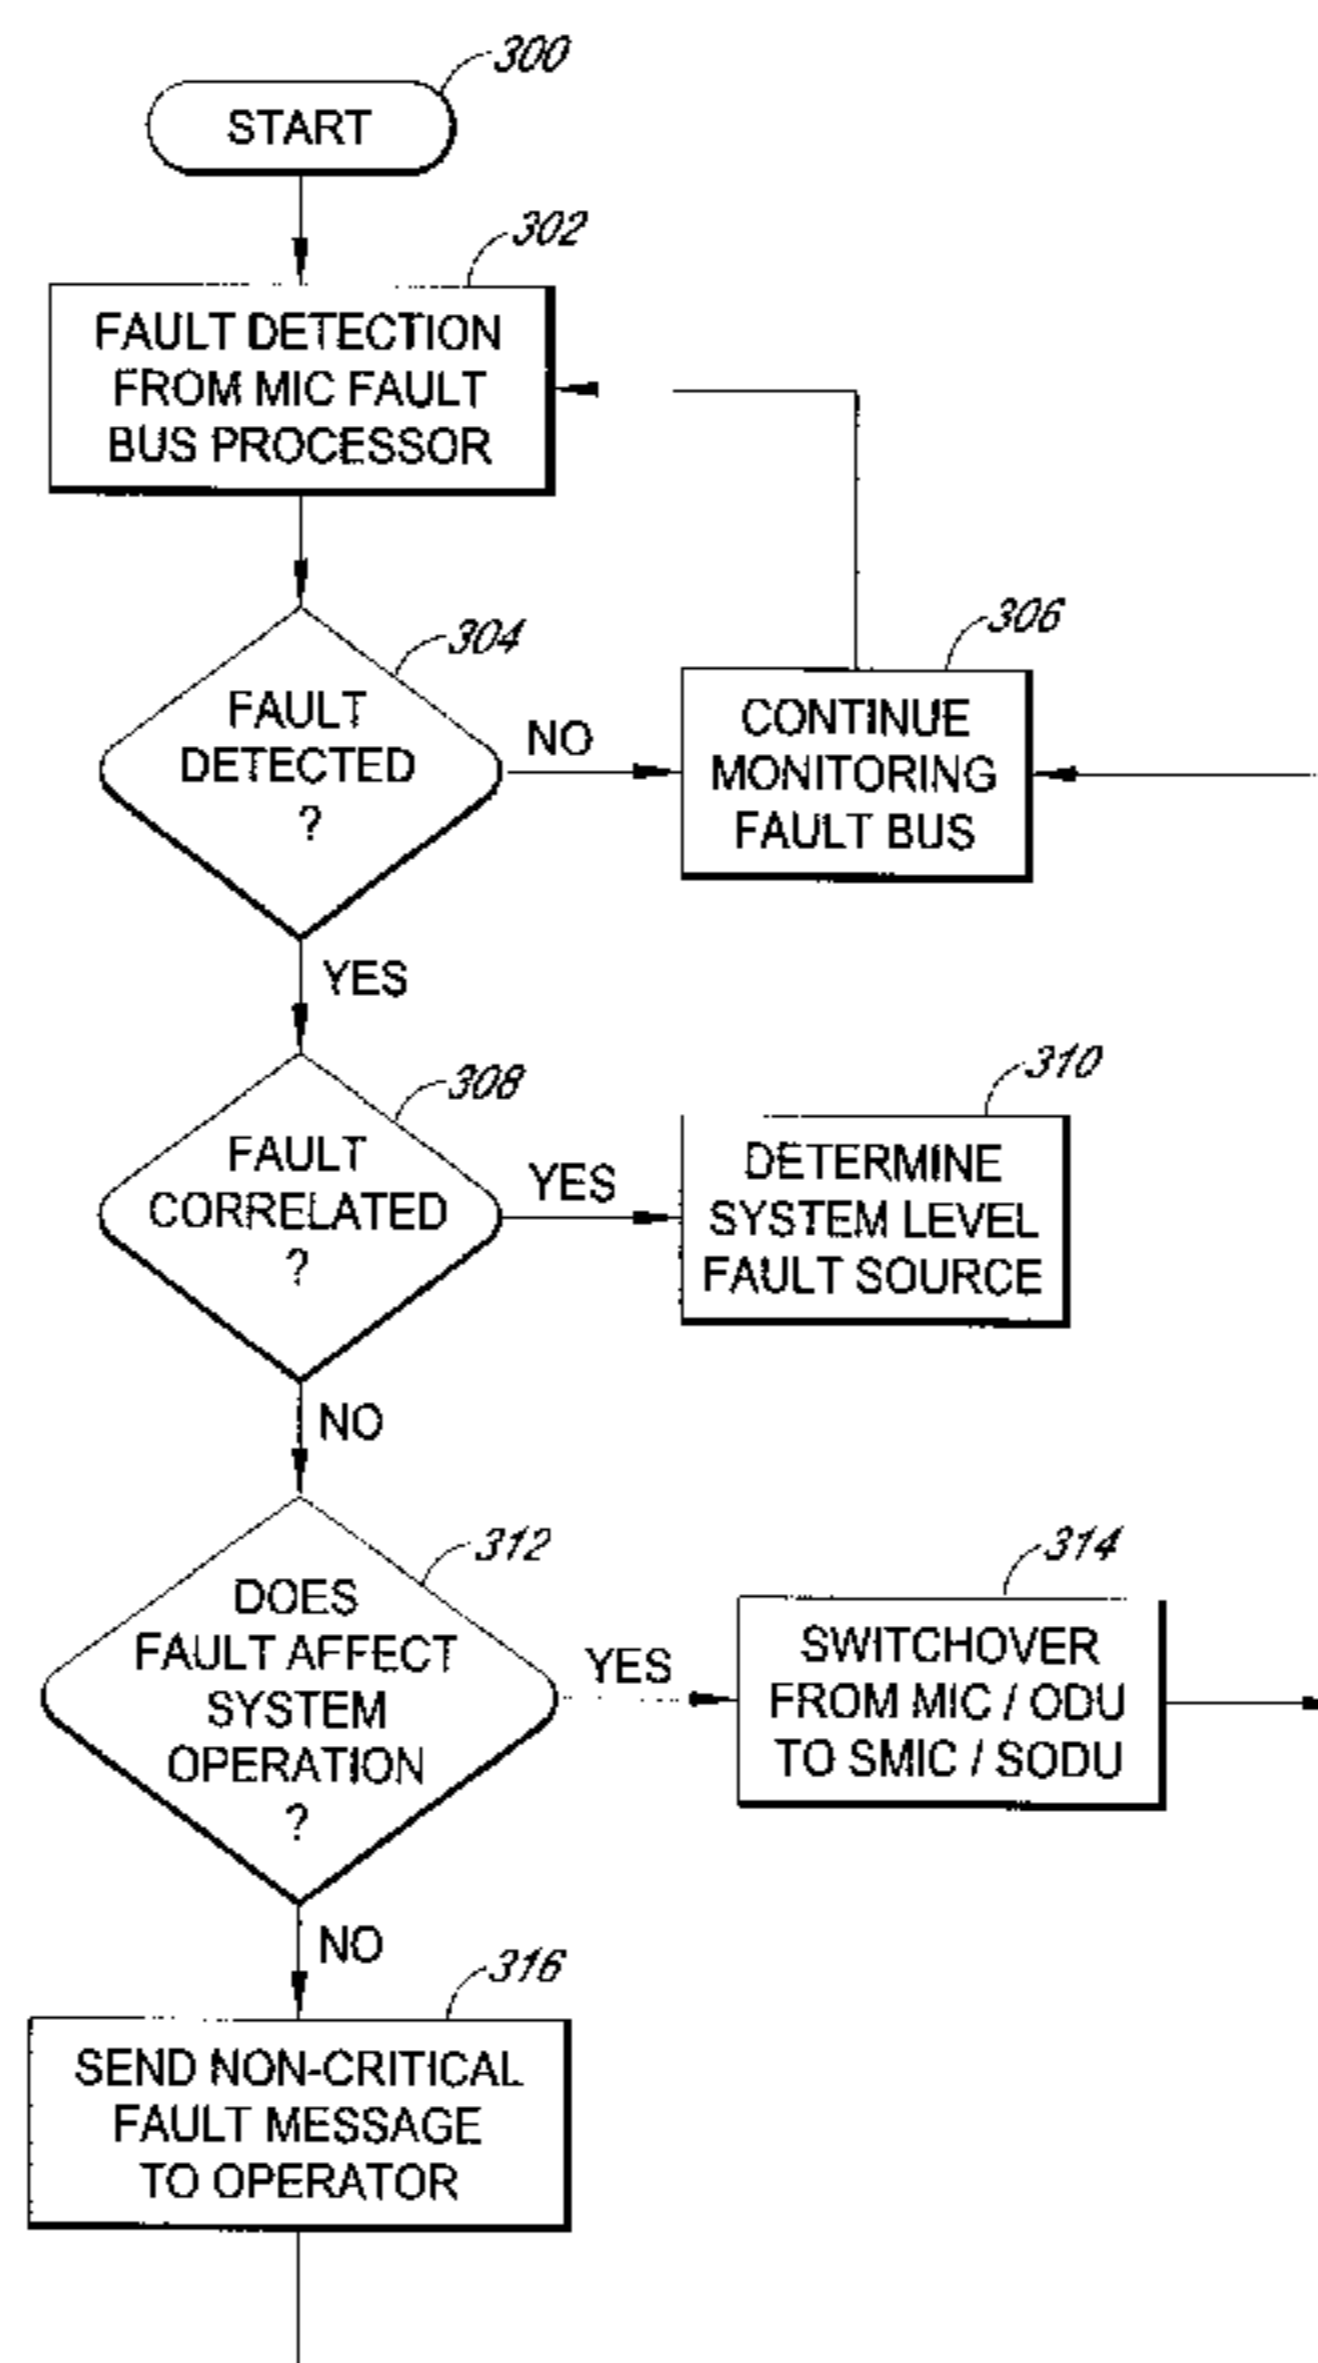 300
START
302
FAULT DETECTION
FROM MIC FAULT
BUS PROCESSOR
304
FAULT
DETECTED
?
NO
306
CONTINUE
MONITORING
FAULT BUS
YES
308
FAULT
CORRELATED
?
YES
310
DETERMINE
SYSTEM LEVEL
FAULT SOURCE
NO
312
DOES
FAULT AFFECT
SYSTEM
OPERATION
?
YES
314
SWITCHOVER
FROM MIC / ODU
TO SMIC / SODU
NO
316
SEND NON-CRITICAL
FAULT MESSAGE
TO OPERATOR